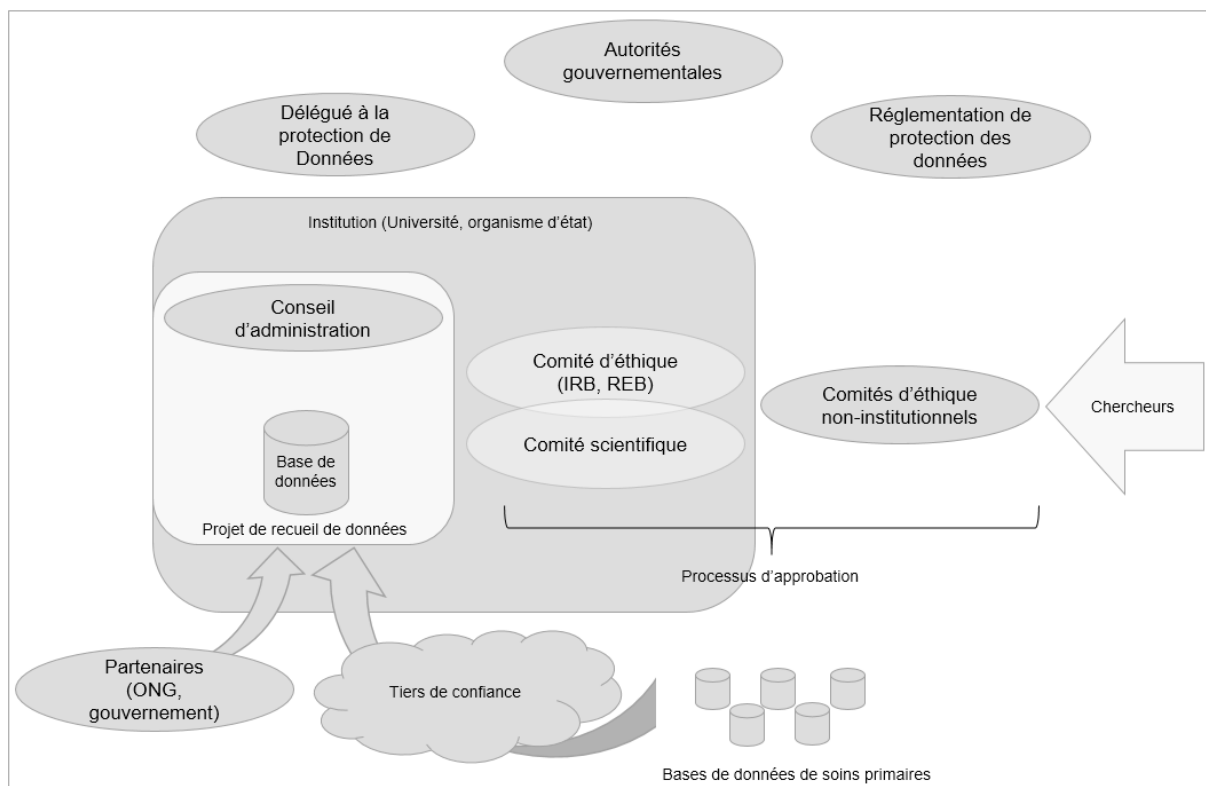 Autorités
gouvernementales
Délégué à la
protection de
Données
Réglementation de
protection des
données
Institution (Université, organisme d'état)
Conseil
d'administration
Comité d'éthique
(IRB, REB)
Comité scientifique
Comités d'éthique
non-institutionnels
Chercheurs
Base de
données
Projet de recueil de données
Processus d'approbation
Partenaires
(ONG,
gouvernement)
Tiers de confiance
Bases de données de soins primaires